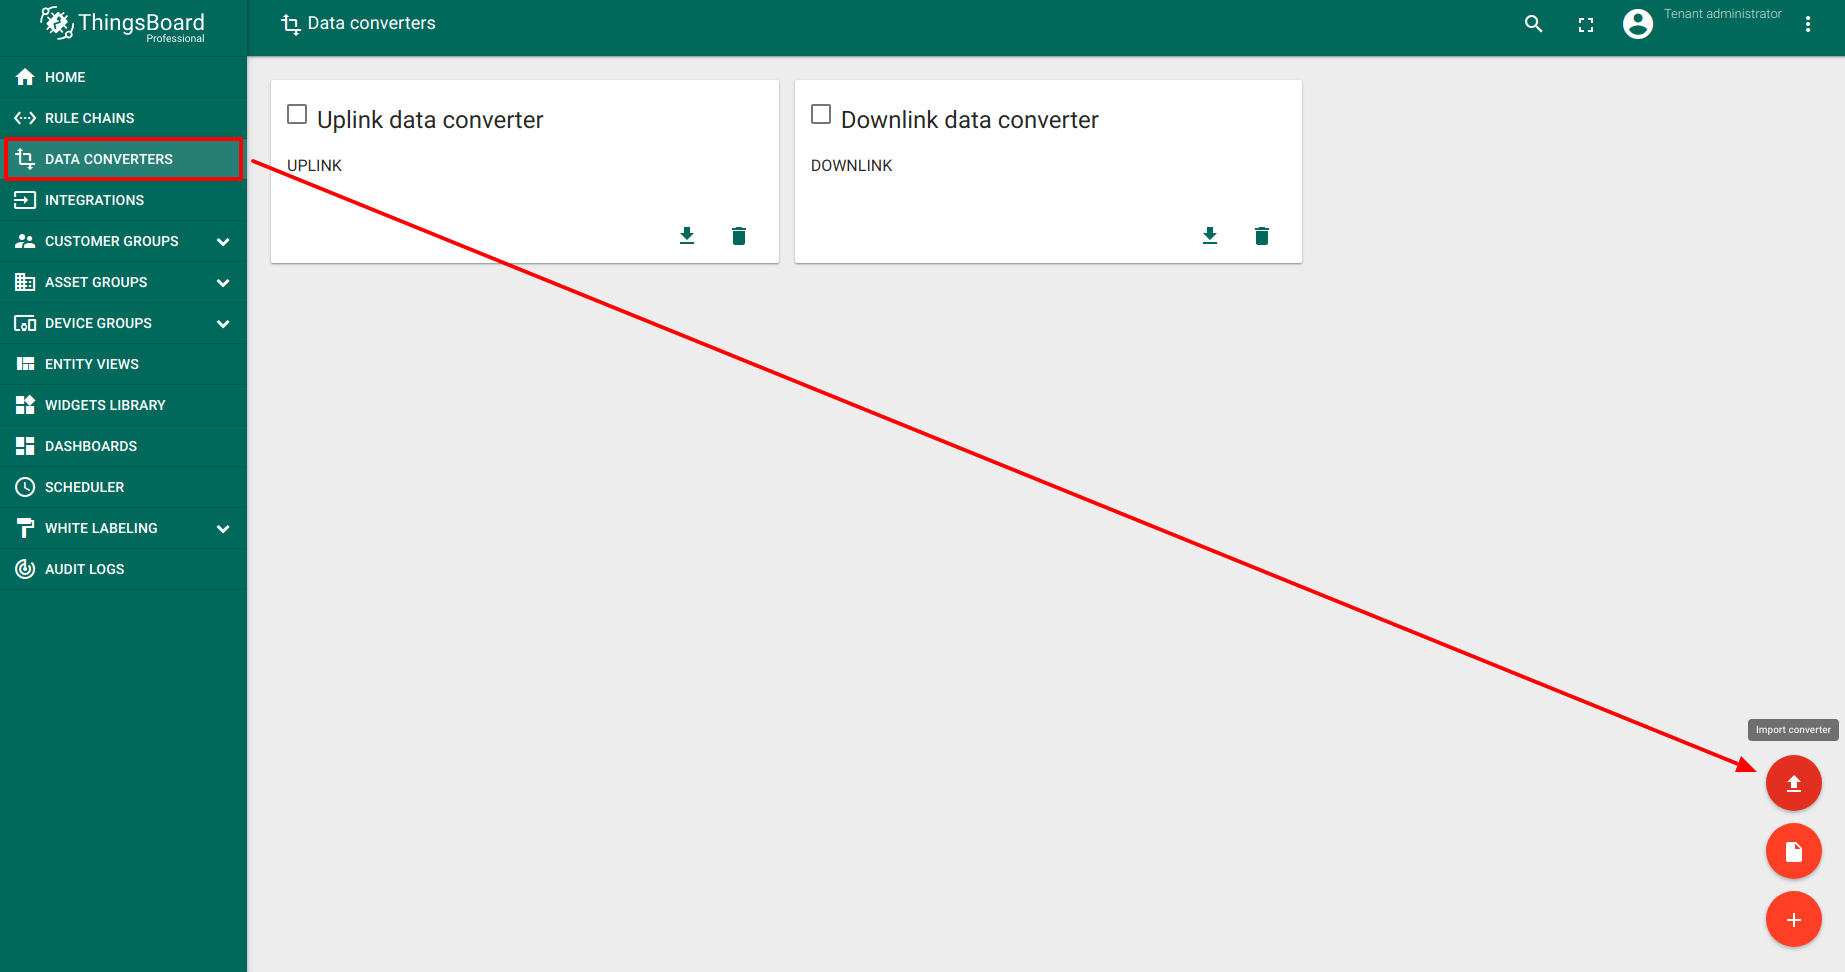 ThingsBoard
Professional
Data converters
Tenant administrator
HOME
RULE CHAINS
DATA CONVERTERS
INTEGRATIONS
CUSTOMER GROUPS
ASSET GROUPS
DEVICE GROUPS
ENTITY VIEWS
WIDGETS LIBRARY
DASHBOARDS
SCHEDULER
WHITE LABELING
AUDIT LOGS
Uplink data converter
UPLINK
Downlink data converter
DOWNLINK
Import converter